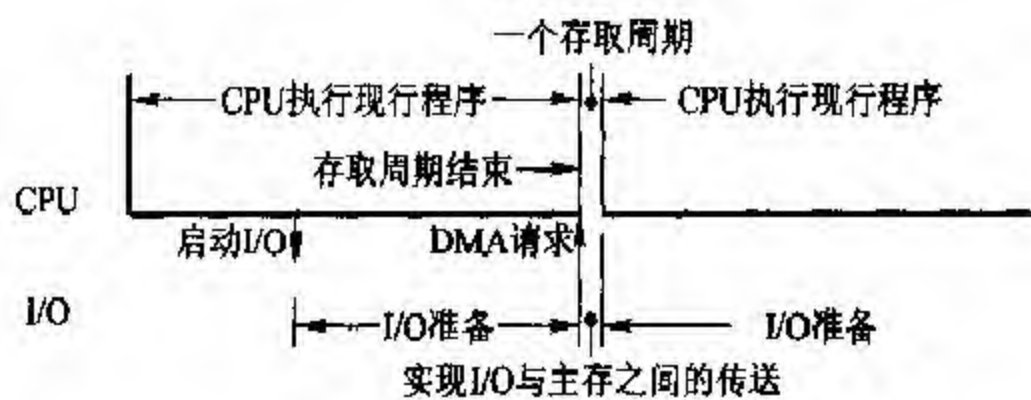 一个存取周期
CPU执行现行程序
CPU执行现行程序
存取周期结束
CPU
启动I/O
DMA请求
I/O
I/O准备
I/O准备
实现I/O与主存之间的传送